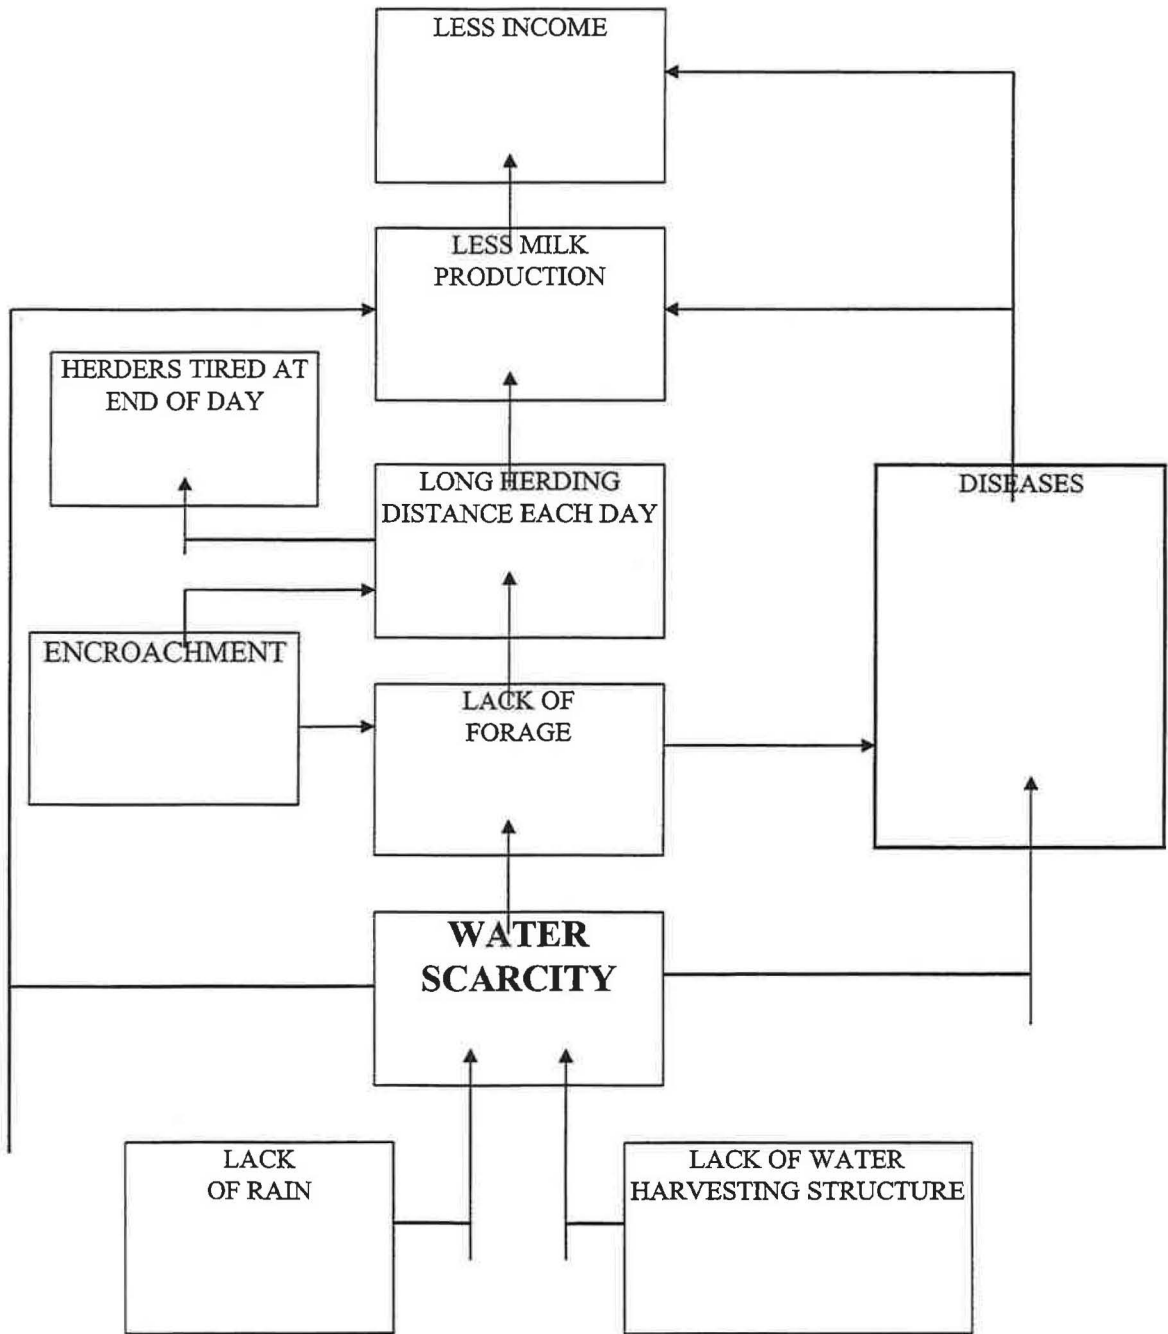 LESS INCOME
LESS MILK
PRODUCTION
HERDERS TIRED AT
END OF DAY
LONG HERDING
DISTANCE EACH DAY
DISEASES
ENCROACHMENT
LACK OF
FORAGE
WATER
SCARCITY
LACK
OF RAIN
LACK OF WATER
HARVESTING STRUCTURE